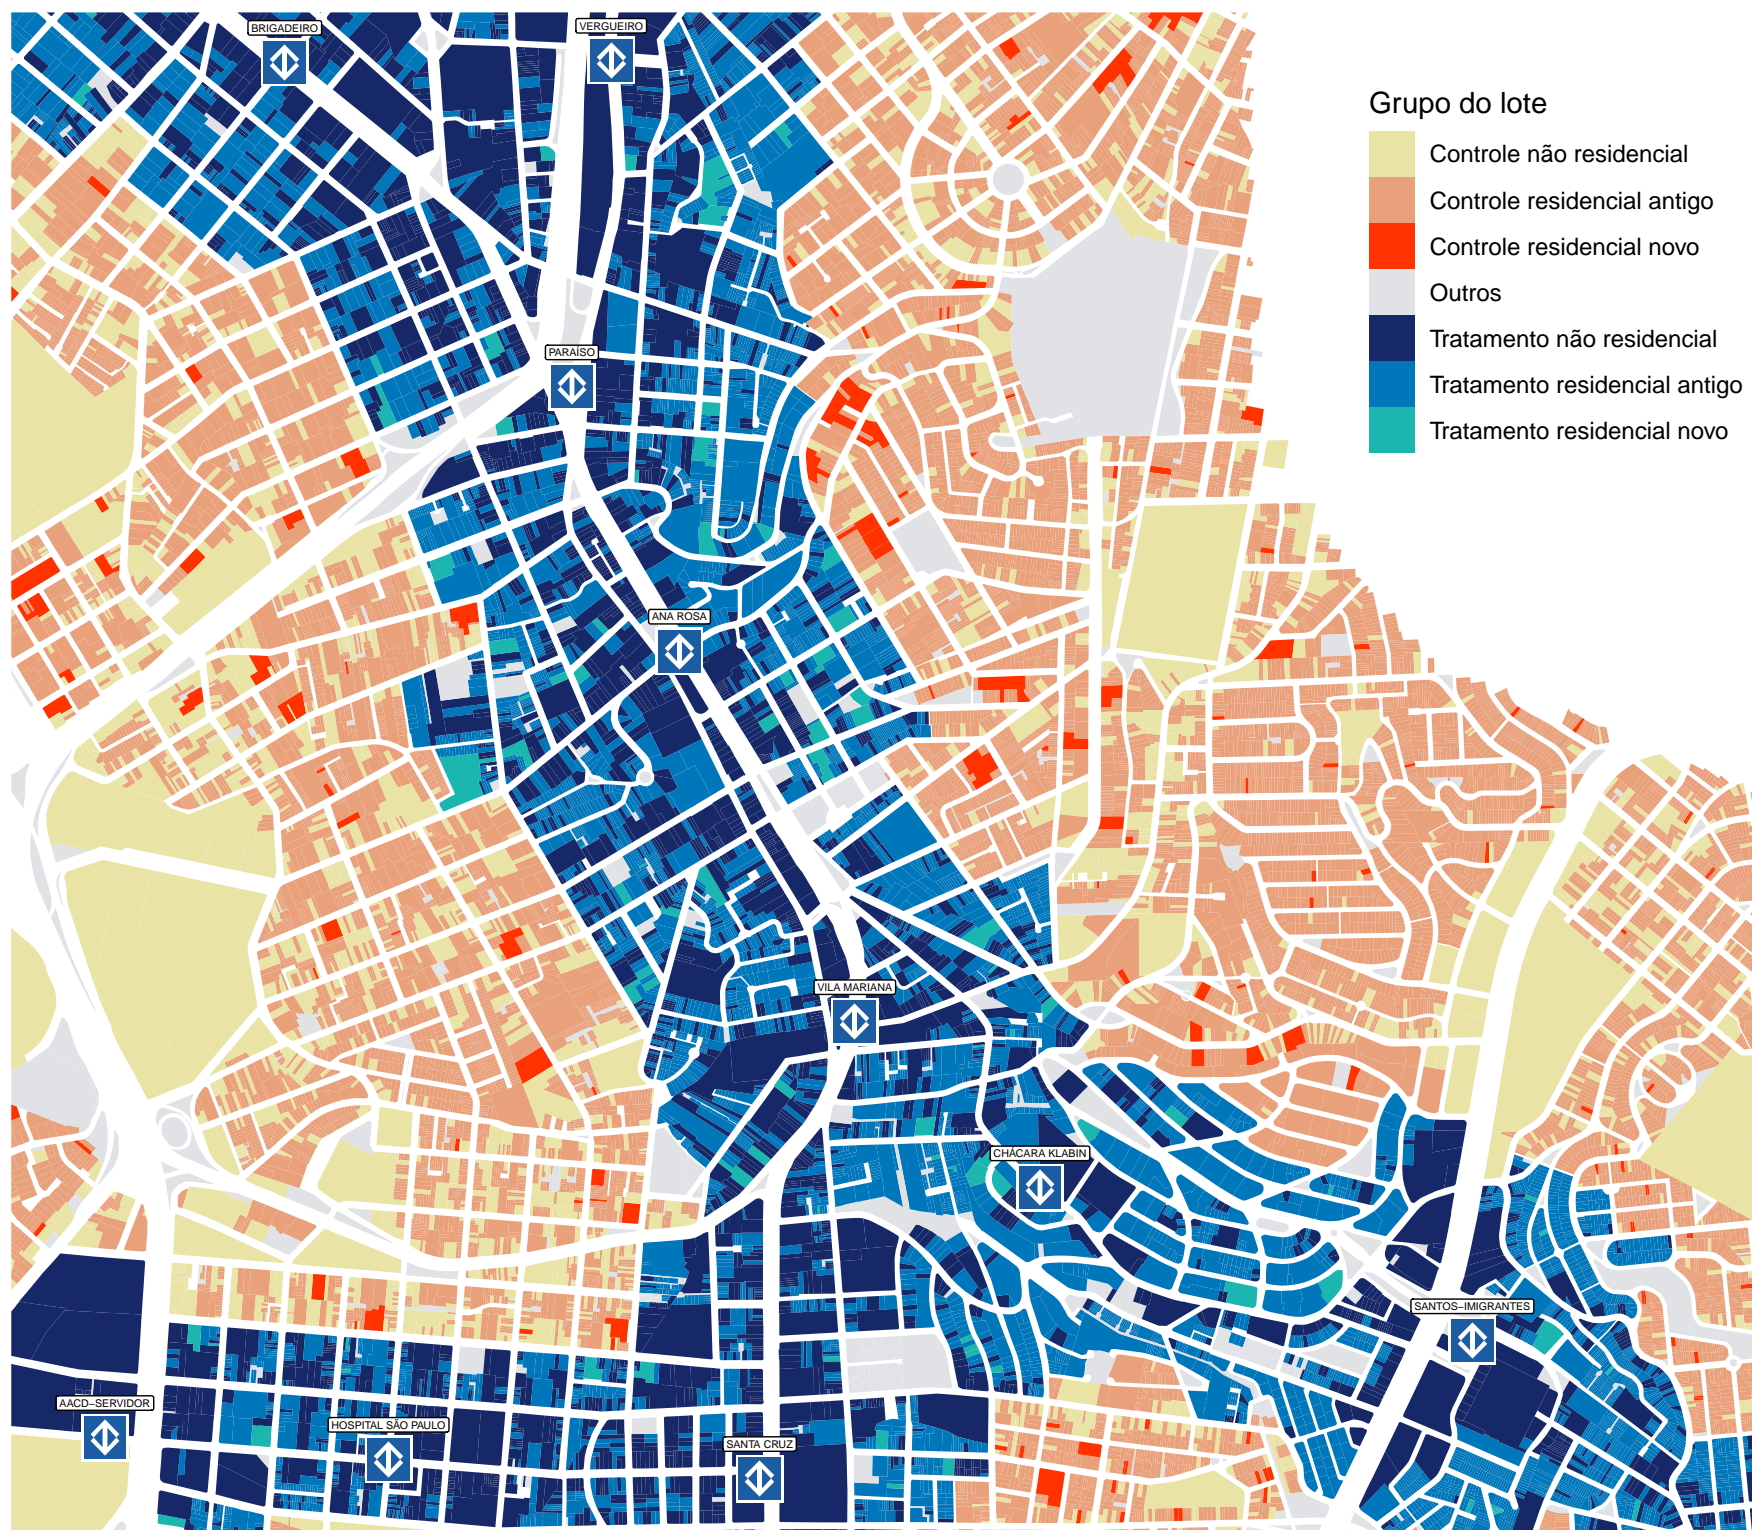 BRIGADEIRO
VERGUEIRO
Grupo do lote
Controle não residencial
Controle residencial antigo
Controle residencial novo
Outros
Tratamento não residencial
Tratamento residencial antigo
Tratamento residencial novo
PARAÍSO
ANA ROSA
VILA MARIANA
CHÁCARA KLABIN
SANTOS–IMIGRANTES
AACD–SERVIDOR
HOSPITAL SÃO PAULO
SANTA CRUZ